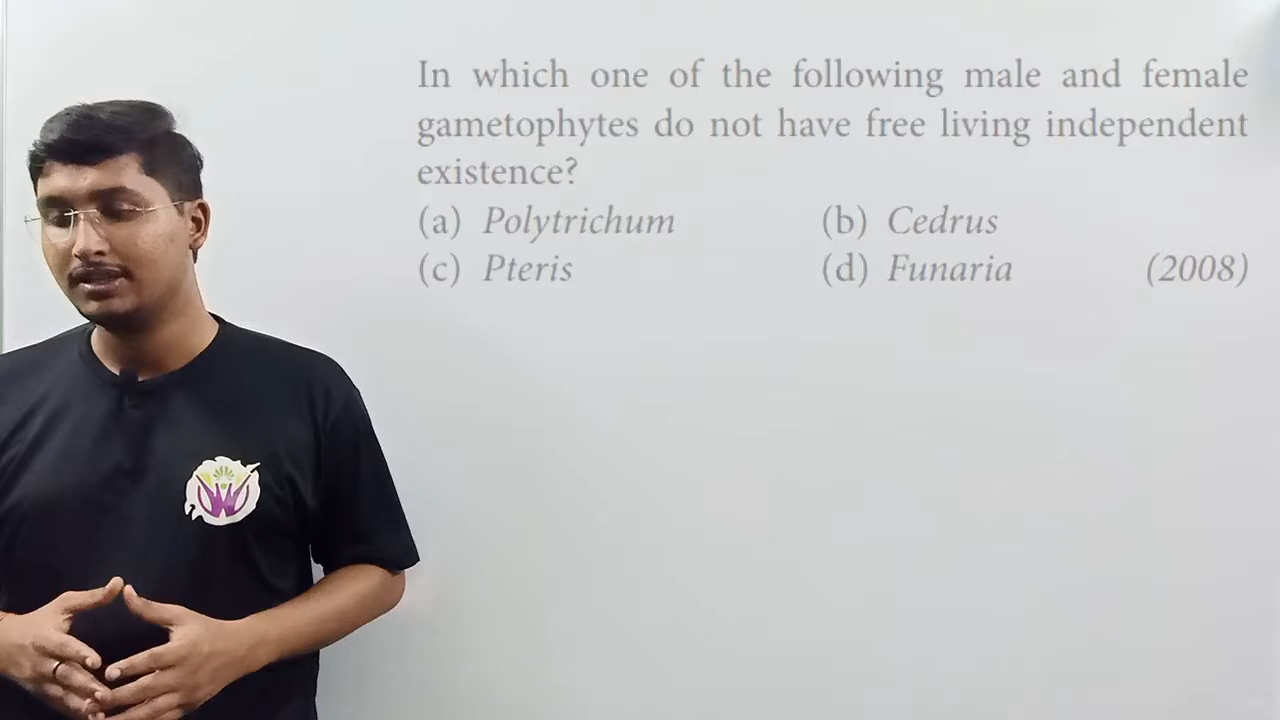 In which one of the following male and female
gametophytes do not have free living independent
existence?
(a) Polytrichum (b) Cedrus
(c) Pteris (d) Funaria (2008)